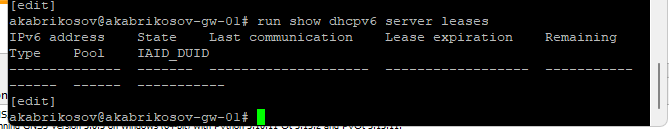 [edit]
akabrikosov@akabrikosov-gw-01# run show dhcpv6 server leases
IPv6 address    State    Last communication    Lease expiration    Remaining
Type    Pool    IAID_DUID
--------------  -------  --------------------  ------------------  -----------
------  ------  -----------
[edit]
akabrikosov@akabrikosov-gw-01#